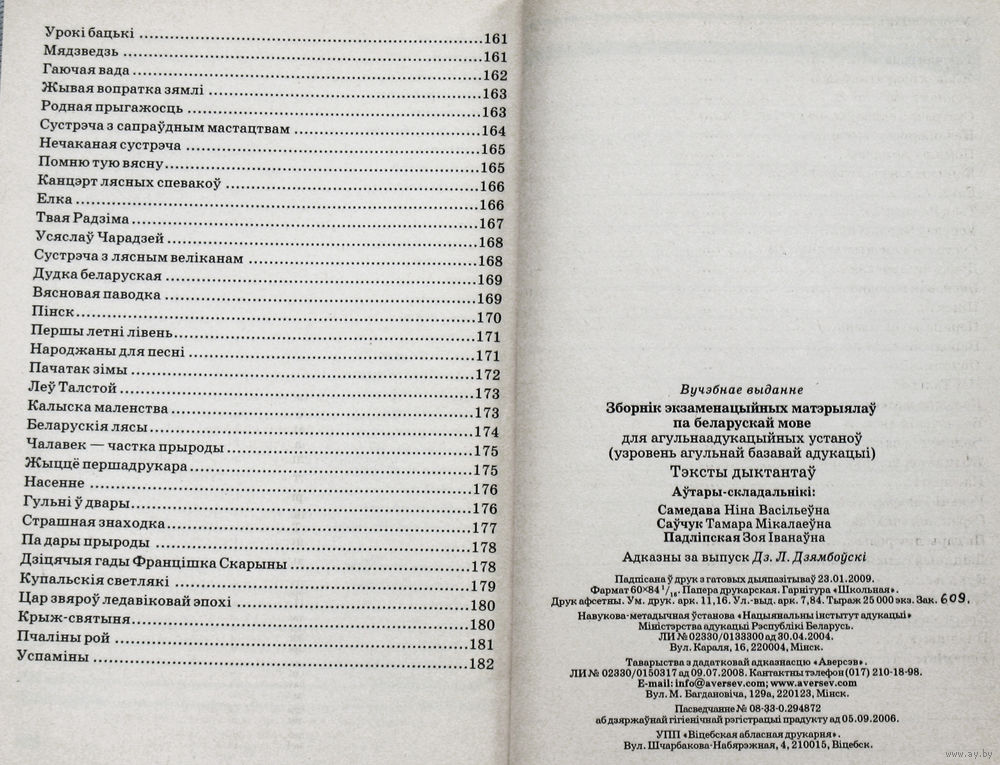 Урокі бацькі ........ 161
Мядзведзь ........ 161
Гаючая вада ........ 162
Жывая вопратка зямлі ........ 163
Родная прыгажосць ........ 163
Сустрэча з сапраўдным мастацтвам ........ 164
Нечаканая сустрэча ........ 165
Помню тую вясну ........ 165
Канцэрт лясных спевакоў ........ 166
Елка ........ 166
Твая Радзіма ........ 167
Усяслаў Чарадзей ........ 168
Сустрэча з лясным веліканам ........ 168
Дудка беларуская ........ 169
Вясновая паводка ........ 169
Пінск ........ 170
Першы летні лівень ........ 171
Народжаны для песні ........ 171
Пачатак зімы ........ 172
Леў Талстой ........ 173
Калыска маленства ........ 173
Беларускія лясы ........ 174
Чалавек — частка прыроды ........ 175
Жыццё першадрукара ........ 175
Насенне ........ 176
Гульні ў двары ........ 176
Страшная знаходка ........ 177
Па дары прыроды ........ 178
Дзіцячыя гады Францішка Скарыны ........ 178
Купальскія светлякі ........ 179
Цар звяроў ледавіковай эпохі ........ 180
Крыж-святыня ........ 180
Пчаліны рой ........ 181
Успаміны ........ 182
Вучэбнае выданне
Зборнік экзаменацыйных матэрыялаў
па беларускай мове
для агульнаадукацыйных устаноў
(узровень агульнай базавай адукацыі)
Тэксты дыктантаў
Аўтары-складальнікі:
Самедава Ніна Васільеўна
Саўчук Тамара Мікалаеўна
Падліпская Зоя Іванаўна
Адказны за выпуск Дз. Л. Дзямбоўскі
Падпісана ў друк з гатовых дыяпазітываў 23.01.2009.
Фармат 60×84 1/16. Папера друкарская. Гарнітура «Школьная».
Друк афсетны. Ум. друк. арк. 11,16. Ул.-выд. арк. 7,84. Тыраж 25 000 экз. Зак. 609.
Навукова-метадычная ўстанова «Нацыянальны інстытут адукацыі»
Міністэрства адукацыі Рэспублікі Беларусь.
ЛИ № 02330/0133300 ад 30.04.2004.
Вул. Караля, 16, 220004, Мінск.
Таварыства з дадатковай адказнасцю «Аверсэв».
ЛИ № 02330/0150317 ад 09.07.2008. Кантактны тэлефон (017) 210-18-98.
E-mail: info@aversev.com; www.aversev.com
Вул. М. Багдановіча, 129а, 220123, Мінск.
Пасведчанне № 08-33-0.294872
аб дзяржаўнай гігіенічнай рэгістрацыі прадукту ад 05.09.2006.
УПП «Віцебская абласная друкарня».
Вул. Шчарбакова-Набярэжная, 4, 210015, Віцебск.
www.ay.by